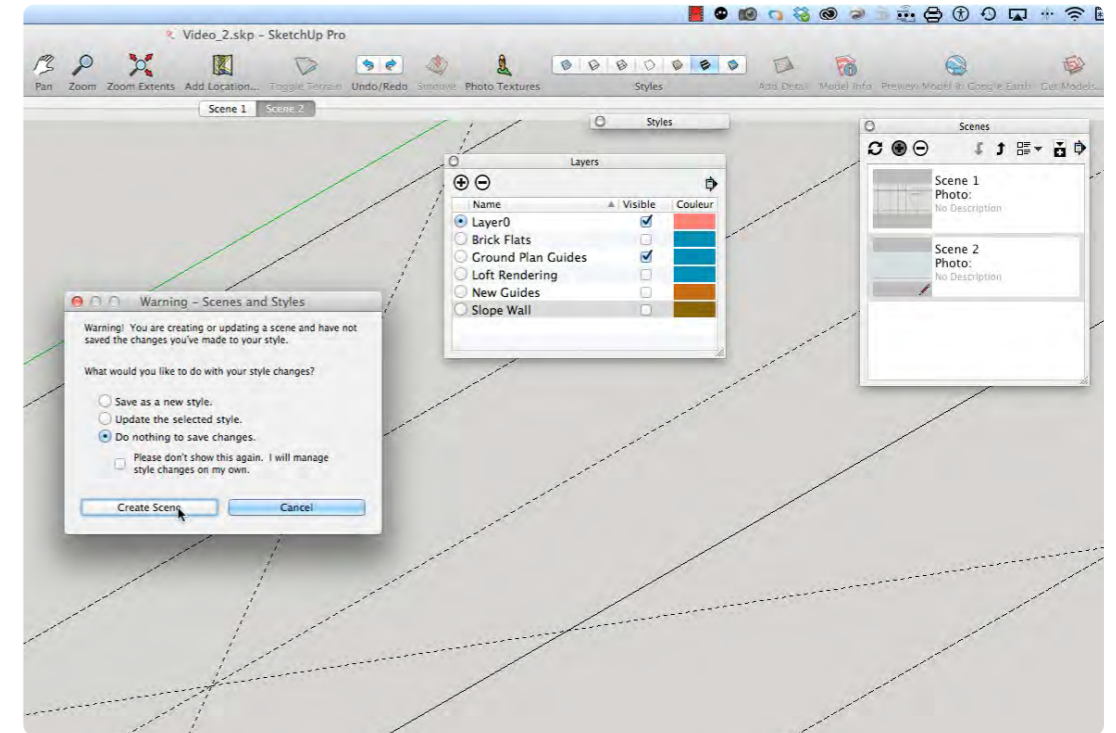 Video_2.skp - SketchUp Pro
Pan Zoom Zoom Extents Add Location... Toggle Terrain Undo/Redo Smoove Photo Textures Styles Add Detail Model Info Preview Model in Google Earth Get Models...
Scene 1 Scene 2
Styles
Layers
Name Visible Couleur
Layer0
Brick Flats
Ground Plan Guides
Loft Rendering
New Guides
Slope Wall
Scenes
Scene 1
Photo:
No Description
Scene 2
Photo:
No Description
Warning - Scenes and Styles
Warning! You are creating or updating a scene and have not
saved the changes you've made to your style.
What would you like to do with your style changes?
Save as a new style.
Update the selected style.
Do nothing to save changes.
Please don't show this again. I will manage
style changes on my own.
Create Scene Cancel